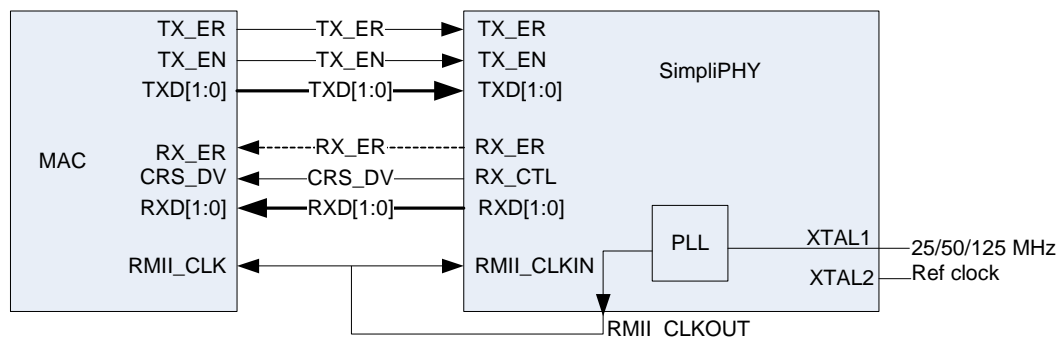 TX_ER TX_ER TX_ER
TX_EN TX_EN TX_EN
SimpliPHY
TXD[1:0] TXD[1:0] TXD[1:0]
MAC
RX_ER RX_ER RX_ER
CRS_DV CRS_DV RX_CTL
RXD[1:0] RXD[1:0] RXD[1:0]
PLL
XTAL1 25/50/125 MHz
RMII_CLK RMII_CLKIN
XTAL2 Ref clock
RMII_CLKOUT